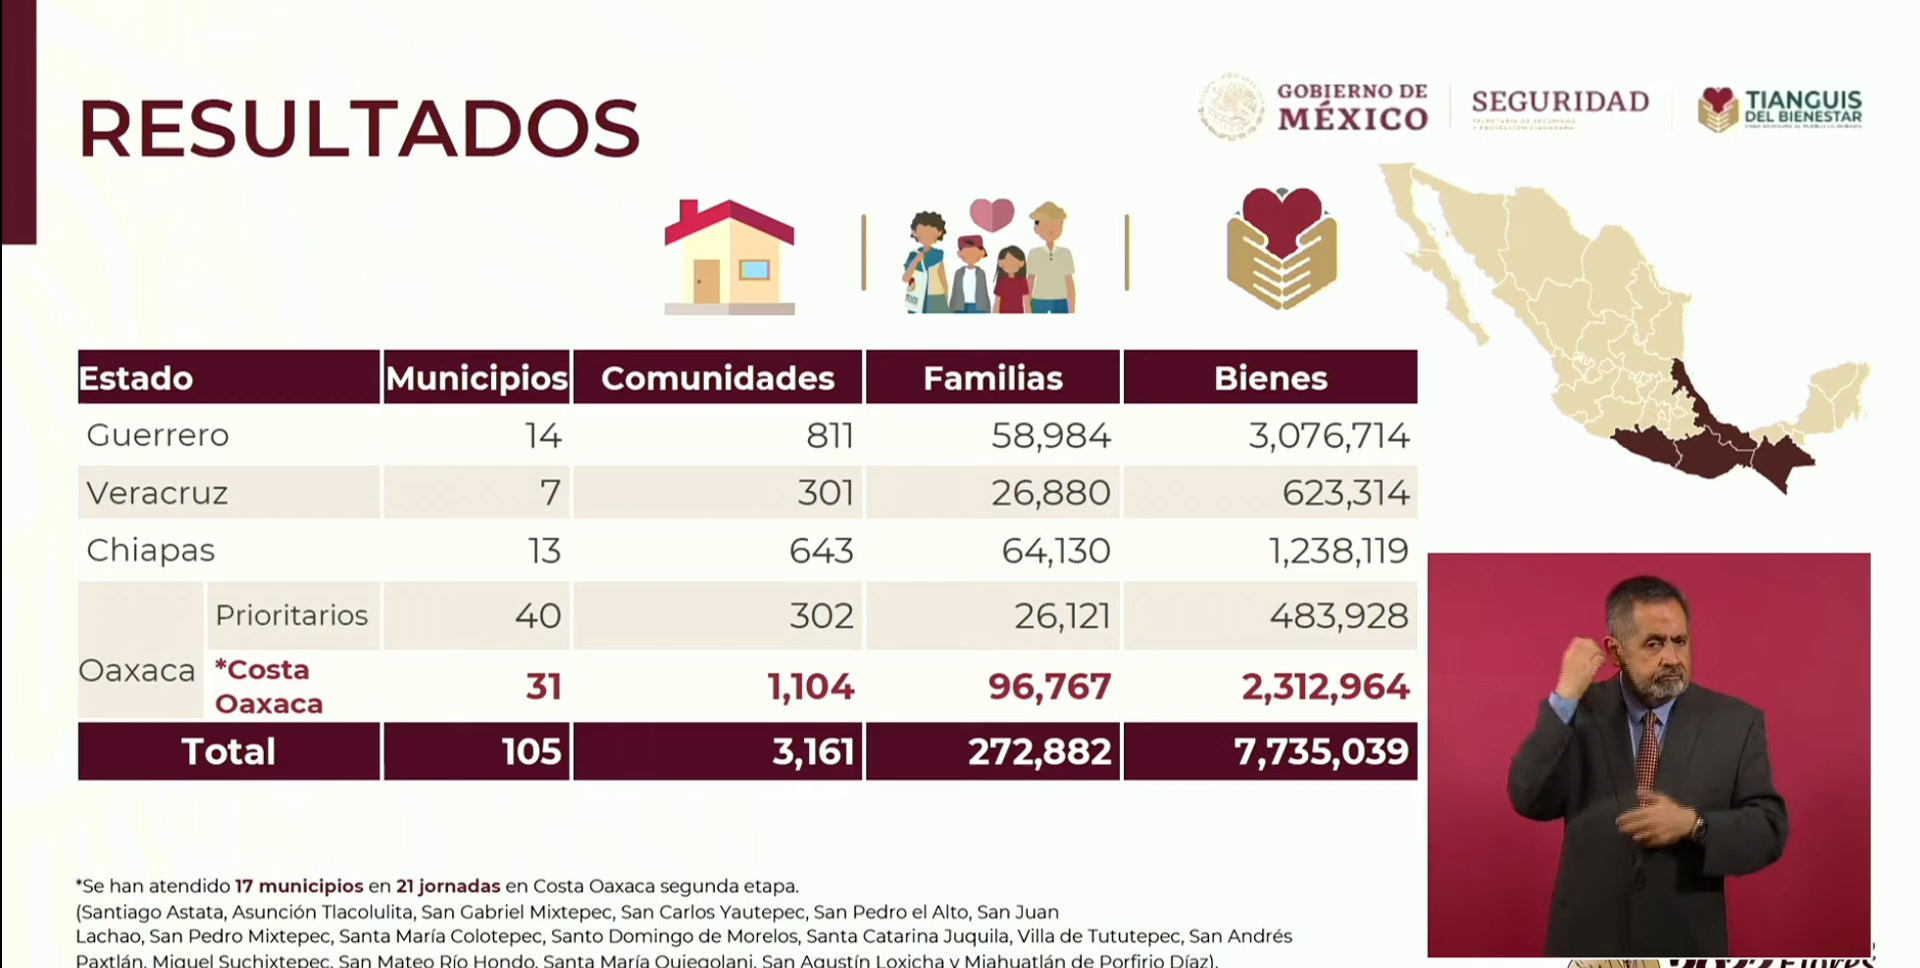 RESULTADOS
GOBIERNO DE
MÉXICO
SEGURIDAD
TIANGUIS
DEL BIENESTAR
Estado Municipios Comunidades Familias Bienes
Guerrero 14 811 58,984 3,076,714
Veracruz 7 301 26,880 623,314
Chiapas 13 643 64,130 1,238,119
Oaxaca
Prioritarios 40 302 26,121 483,928
*Costa
Oaxaca 31 1,104 96,767 2,312,964
Total 105 3,161 272,882 7,735,039
*Se han atendido 17 municipios en 21 jornadas en Costa Oaxaca segunda etapa.
(Santiago Astata, Asunción Tlacolulita, San Gabriel Mixtepec, San Carlos Yautepec, San Pedro el Alto, San Juan
Lachao, San Pedro Mixtepec, Santa María Colotepec, Santo Domingo de Morelos, Santa Catarina Juquila, Villa de Tututepec, San Andrés
Paxtlán, Miguel Suchixtepec, San Mateo Río Hondo, Santa María Quiegolani, San Agustín Loxicha y Miahuatlán de Porfirio Díaz).
2022 Flores